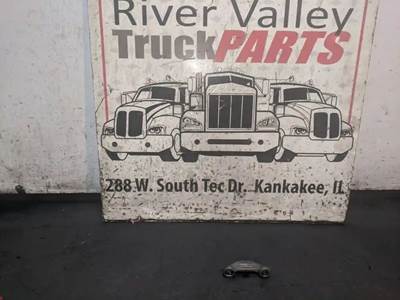 River Valley
TruckPARTS
288 W. South Tec Dr. Kankakee, IL